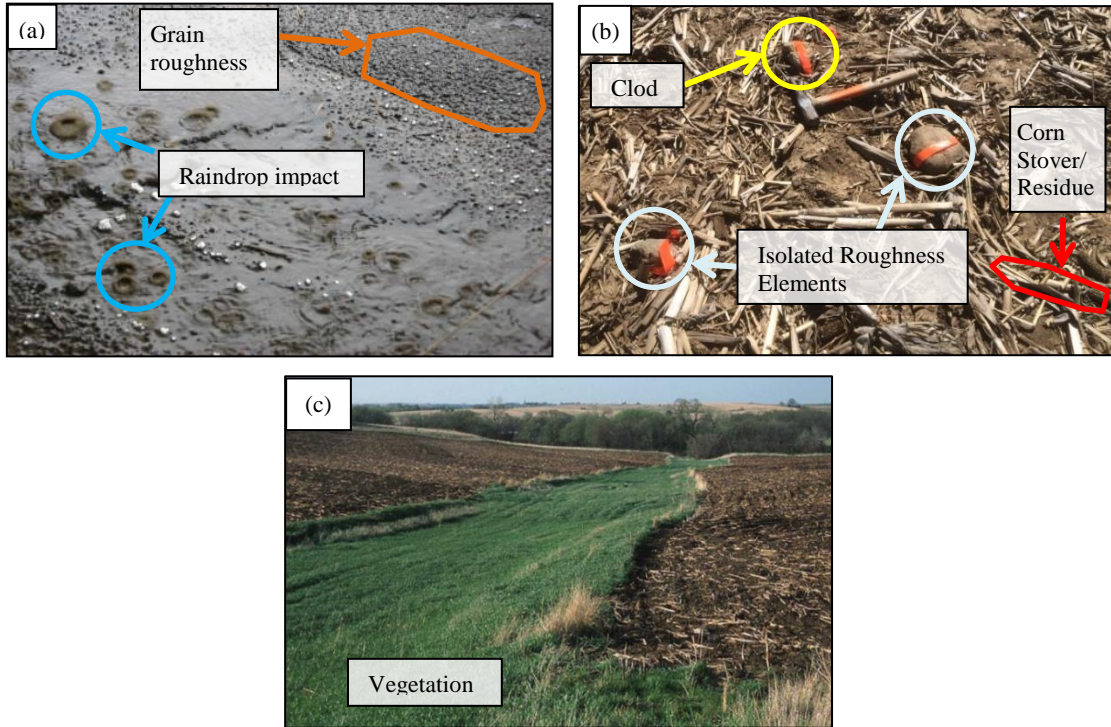 (a)
Grain
roughness
Raindrop impact
(b)
Clod
Corn
Stover/
Residue
Isolated Roughness
Elements
(c)
Vegetation